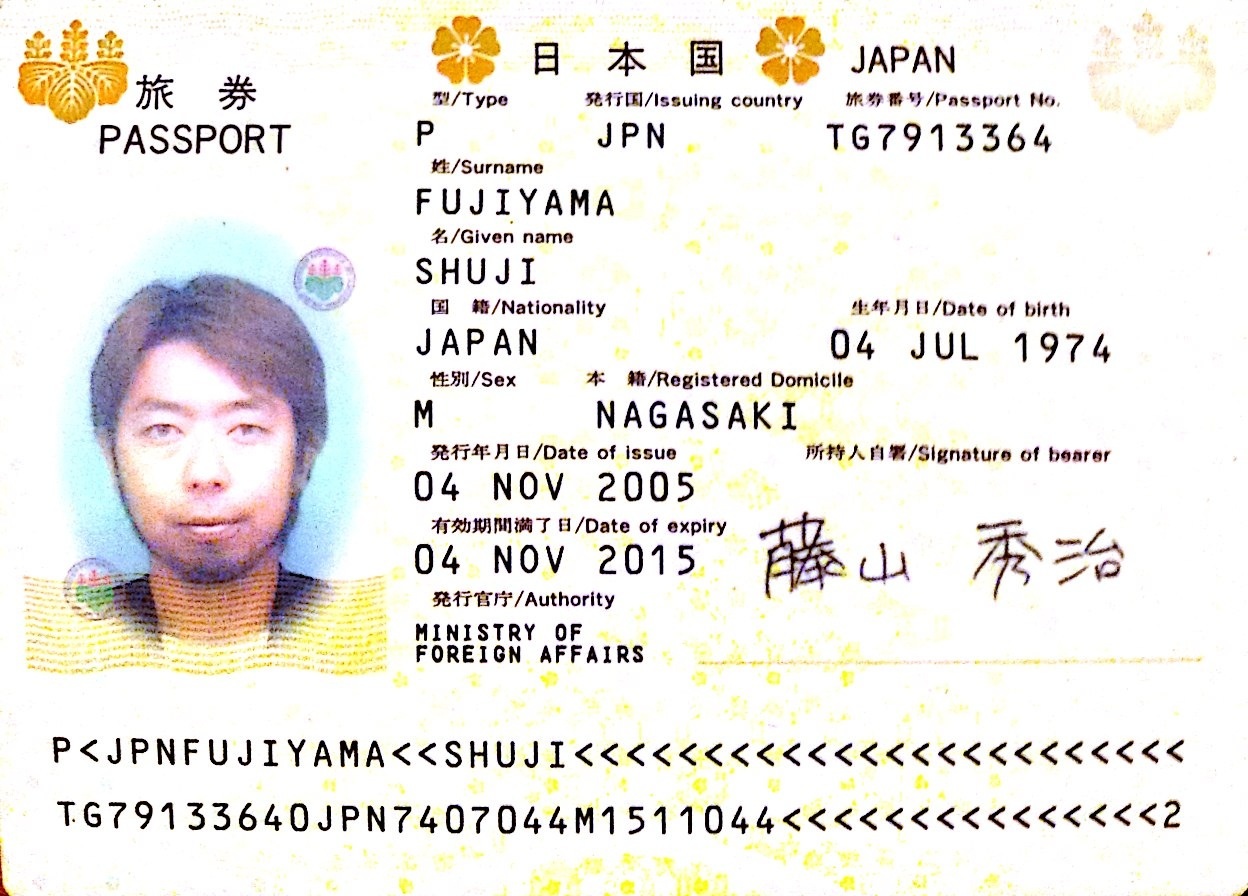 旅 券
PASSPORT
日 本 国 JAPAN
型/Type 発行国/Issuing country 旅券番号/Passport No.
P JPN TG7913364
姓/Surname
FUJIYAMA
名/Given name
SHUJI
国 籍/Nationality 生年月日/Date of birth
JAPAN 04 JUL 1974
性別/Sex 本 籍/Registered Domicile
M NAGASAKI
発行年月日/Date of issue 所持人自署/Signature of bearer
04 NOV 2005
有効期間満了日/Date of expiry
04 NOV 2015 藤山 秀治
発行官庁/Authority
MINISTRY OF
FOREIGN AFFAIRS
P<JPNFUJIYAMA<<SHUJI<<<<<<<<<<<<<<<<<<<<<<<<
TG79133640JPN7407044M1511044<<<<<<<<<<<<<<<2